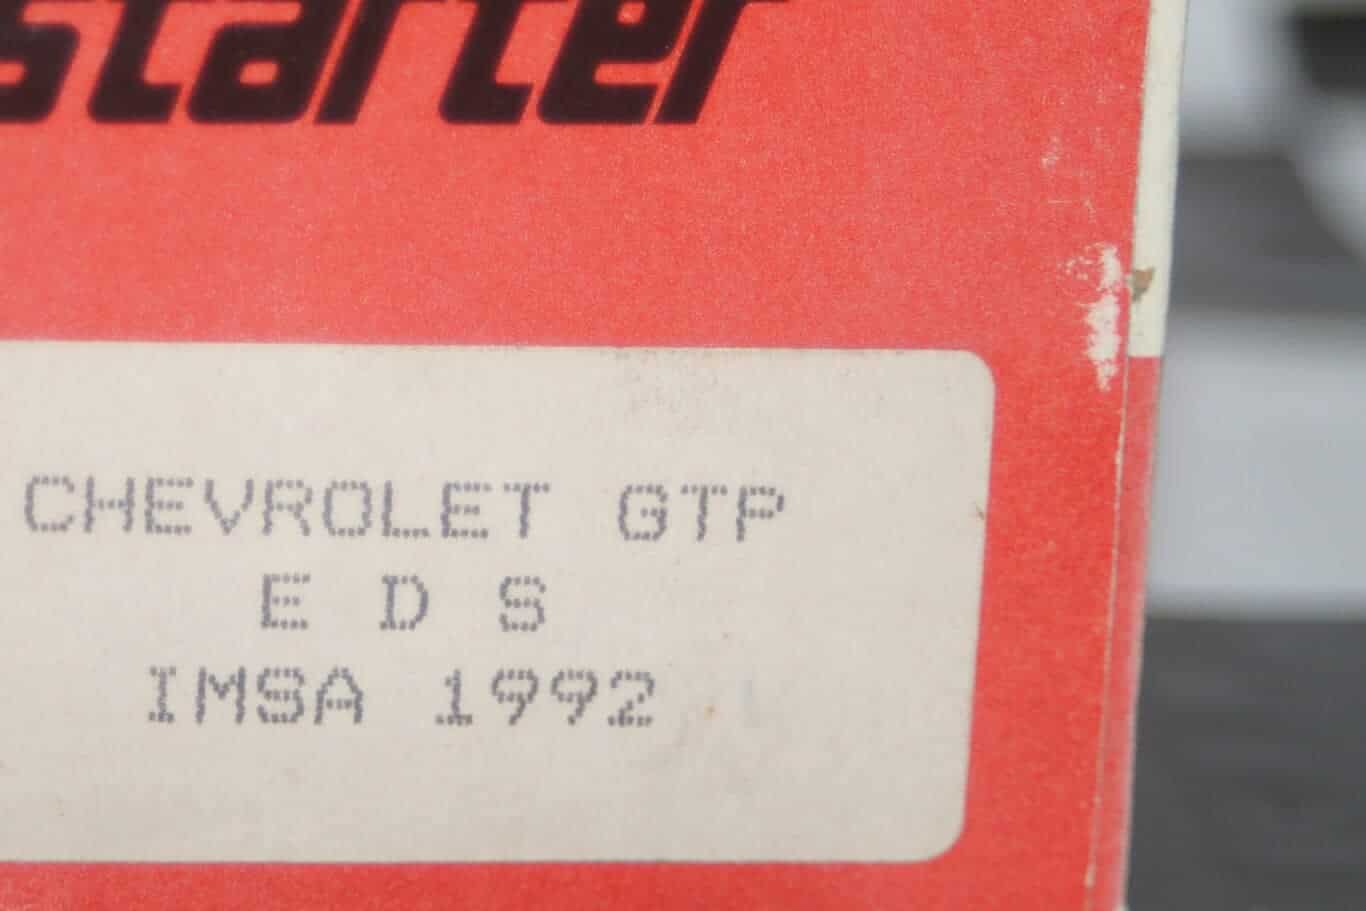 starter
CHEVROLET GTP
E D S
IMSA 1992